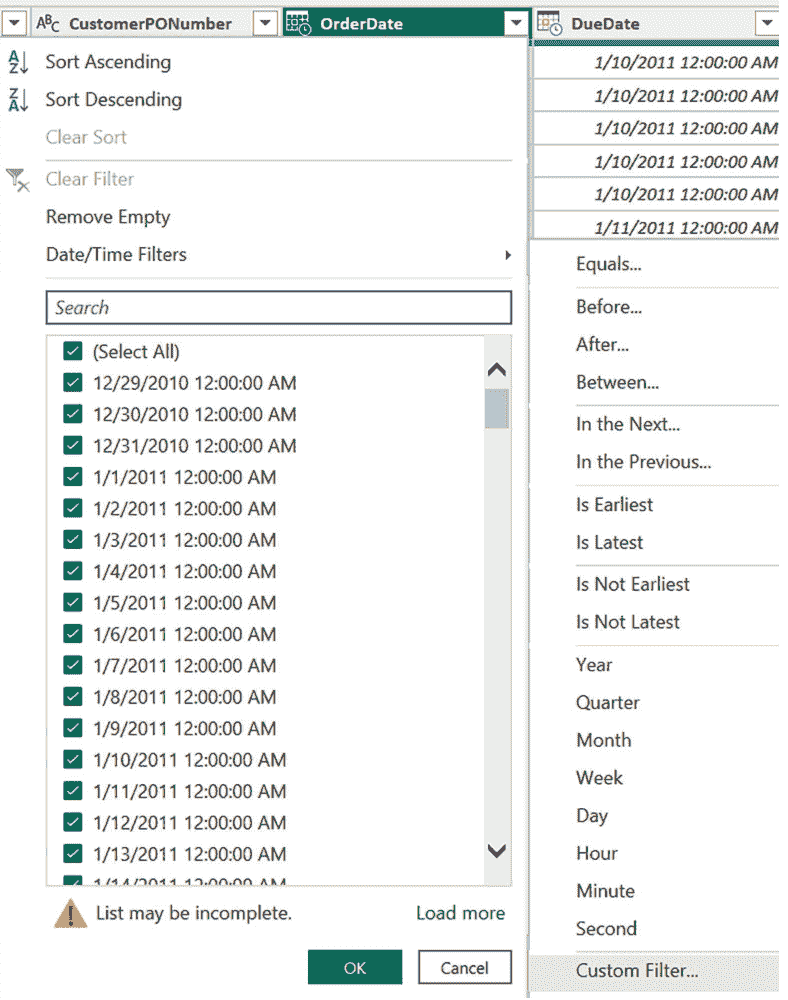 ABC CustomerPONumber OrderDate DueDate
Sort Ascending
Sort Descending
Clear Sort
Clear Filter
Remove Empty
Date/Time Filters
Search
(Select All)
12/29/2010 12:00:00 AM
12/30/2010 12:00:00 AM
12/31/2010 12:00:00 AM
1/1/2011 12:00:00 AM
1/2/2011 12:00:00 AM
1/3/2011 12:00:00 AM
1/4/2011 12:00:00 AM
1/5/2011 12:00:00 AM
1/6/2011 12:00:00 AM
1/7/2011 12:00:00 AM
1/8/2011 12:00:00 AM
1/9/2011 12:00:00 AM
1/10/2011 12:00:00 AM
1/11/2011 12:00:00 AM
1/12/2011 12:00:00 AM
1/13/2011 12:00:00 AM
1/14/2011 12:00:00 AM
List may be incomplete. Load more
OK Cancel
1/10/2011 12:00:00 AM
1/10/2011 12:00:00 AM
1/10/2011 12:00:00 AM
1/10/2011 12:00:00 AM
1/10/2011 12:00:00 AM
1/11/2011 12:00:00 AM
Equals...
Before...
After...
Between...
In the Next...
In the Previous...
Is Earliest
Is Latest
Is Not Earliest
Is Not Latest
Year
Quarter
Month
Week
Day
Hour
Minute
Second
Custom Filter...